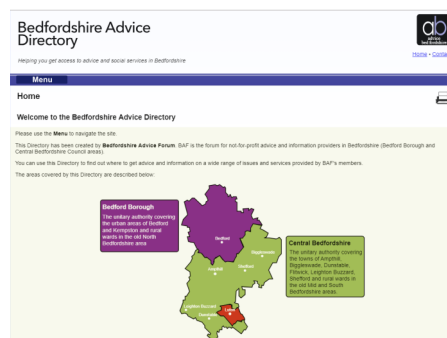 Bedfordshire Advice
Directory
Helping you get access to advice and social services in Bedfordshire
ab
advice
bedfordshire
Home • Conta
Menu
Home
Welcome to the Bedfordshire Advice Directory
Please use the Menu to navigate the site.
This Directory has been created by Bedfordshire Advice Forum. BAF is the forum for not-for-profit advice and information providers in Bedfordshire (Bedford Borough and
Central Bedfordshire Council areas).
You can use this Directory to find out where to get advice and information on a wide range of issues and services provided by BAF's members.
The areas covered by this Directory are described below:
Bedford Borough
The unitary authority covering
the urban areas of Bedford
and Kempston and rural
wards in the old North
Bedfordshire area
Bedford
Biggleswade
Central Bedfordshire
The unitary authority covering
the towns of Ampthill,
Biggleswade, Dunstable,
Flitwick, Leighton Buzzard,
Shefford and rural wards in
the old Mid and South
Bedfordshire areas.
Ampthill
Shefford
Leighton Buzzard
Dunstable
Luton